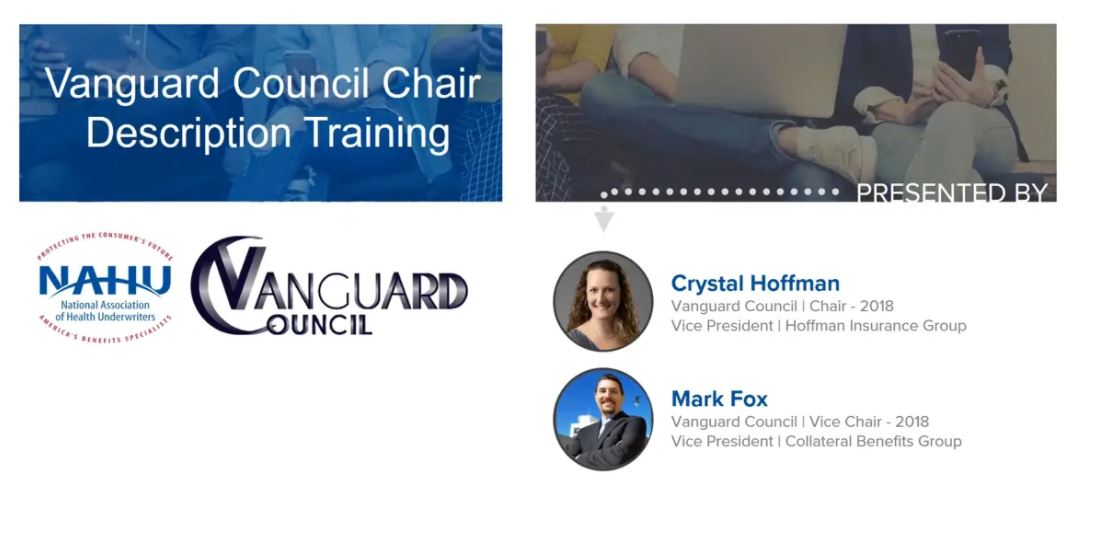 Vanguard Council Chair
Description Training
PROTECTING THE CONSUMER'S FUTURE
NAHU
National Association
of Health Underwriters
AMERICA'S BENEFITS SPECIALISTS
VANGUARD
COUNCIL
PRESENTED BY
Crystal Hoffman
Vanguard Council | Chair - 2018
Vice President | Hoffman Insurance Group
Mark Fox
Vanguard Council | Vice Chair - 2018
Vice President | Collateral Benefits Group